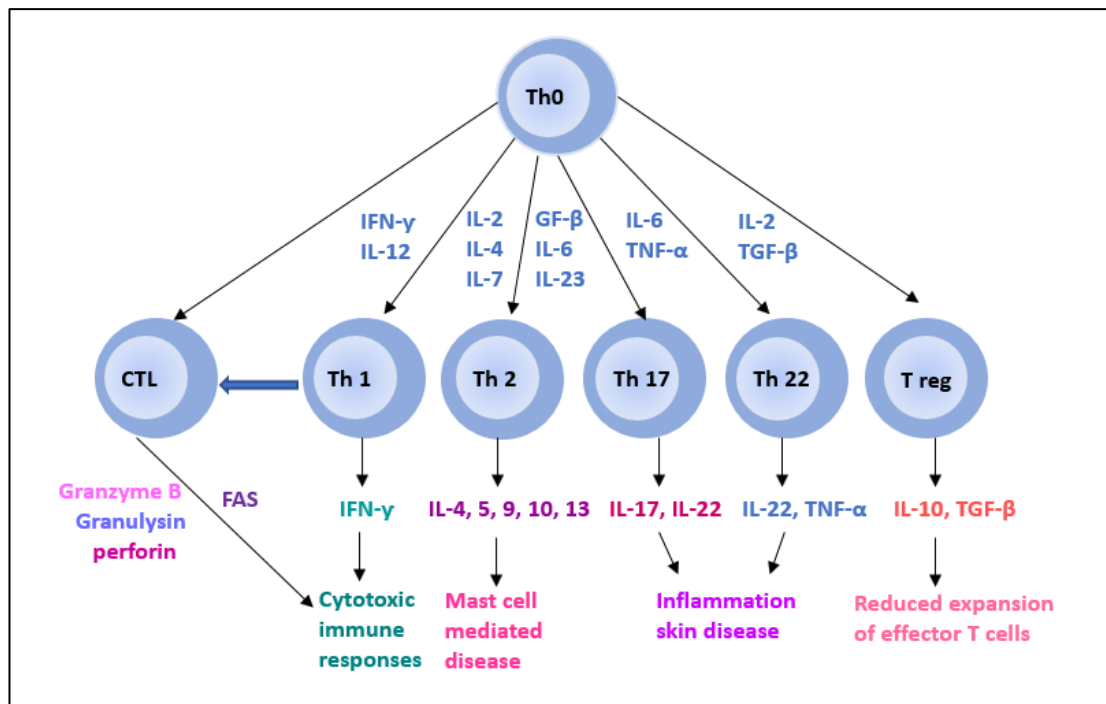 Th0
IFN-ɣ
IL-12
IL-2
IL-4
IL-7
GF-β
IL-6
IL-23
IL-6
TNF-α
IL-2
TGF-β
CTL
Th 1
Th 2
Th 17
Th 22
T reg
Granzyme B
Granulysin
perforin
FAS
IFN-ɣ
IL-4, 5, 9, 10, 13
IL-17, IL-22
IL-22, TNF-α
IL-10, TGF-β
Cytotoxic
immune
responses
Mast cell
mediated
disease
Inflammation
skin disease
Reduced expansion
of effector T cells